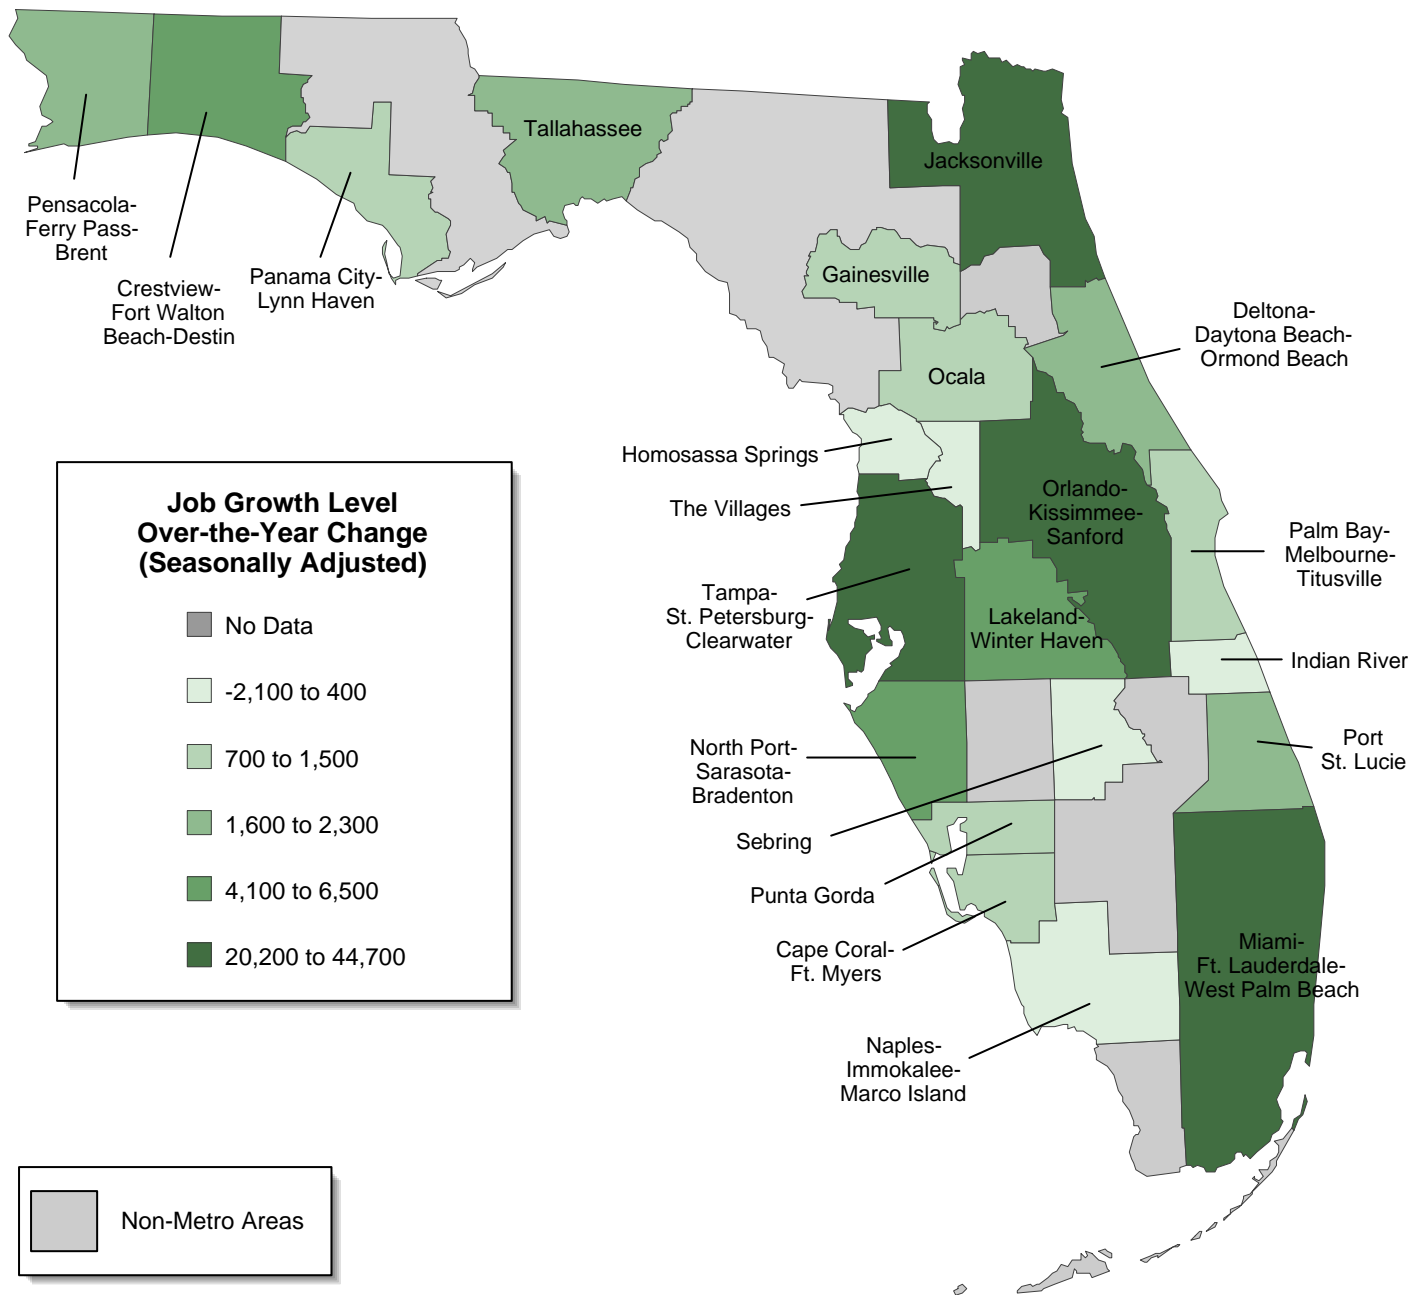 Tallahassee
Jacksonville
Pensacola-
Ferry Pass-
Brent
Crestview-
Fort Walton
Beach-Destin
Panama City-
Lynn Haven
Gainesville
Deltona-
Daytona Beach-
Ormond Beach
Ocala
Homosassa Springs
The Villages
Orlando-
Kissimmee-
Sanford
Palm Bay-
Melbourne-
Titusville
Tampa-
St. Petersburg-
Clearwater
Lakeland-
Winter Haven
Indian River
North Port-
Sarasota-
Bradenton
Port
St. Lucie
Sebring
Punta Gorda
Cape Coral-
Ft. Myers
Miami-
Ft. Lauderdale-
West Palm Beach
Naples-
Immokalee-
Marco Island
Job Growth Level
Over-the-Year Change
(Seasonally Adjusted)
No Data
-2,100 to 400
700 to 1,500
1,600 to 2,300
4,100 to 6,500
20,200 to 44,700
Non-Metro Areas